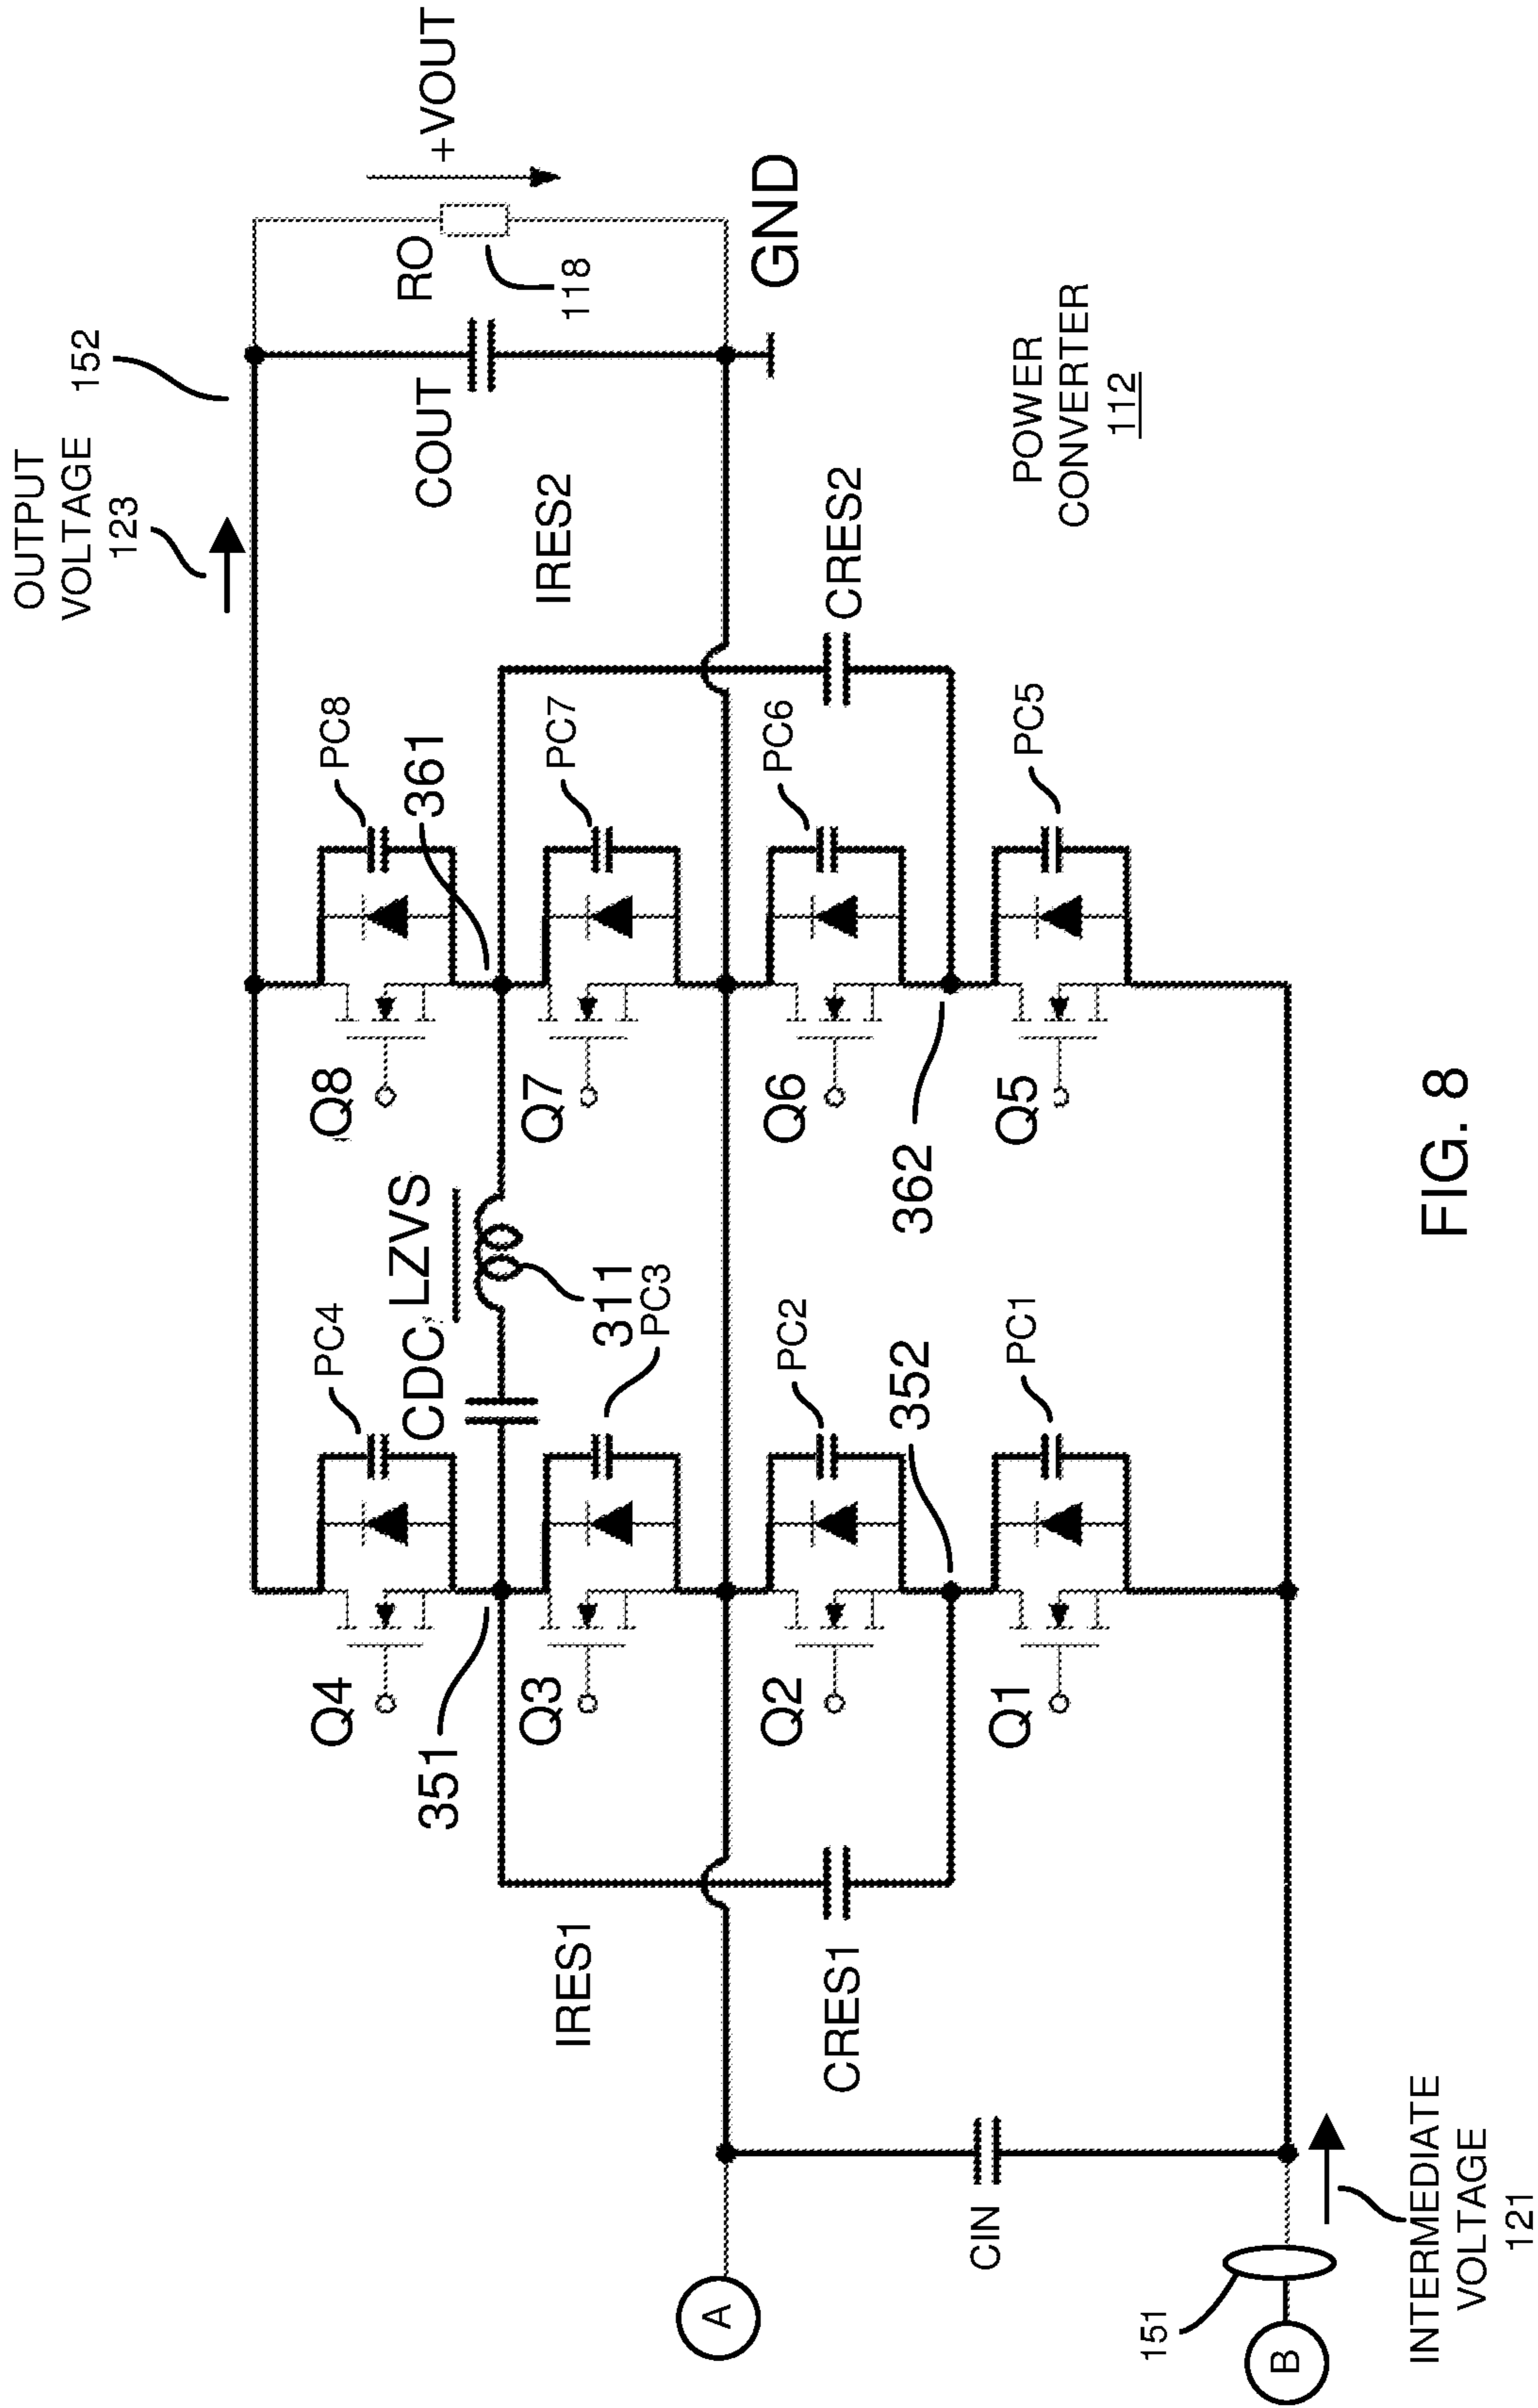 OUTPUT
VOLTAGE
123
152
+VOUT
RO
118
COUT
GND
IRES2
POWER
CONVERTER
112
CRES2
PC8
361
PC7
PC6
PC5
Q8
Q7
Q6
362
Q5
LZVS
311
CDC
PC4
PC3
PC2
352
PC1
Q4
351
Q3
Q2
Q1
IRES1
CRES1
CIN
A
151
B
INTERMEDIATE
VOLTAGE
121
FIG. 8